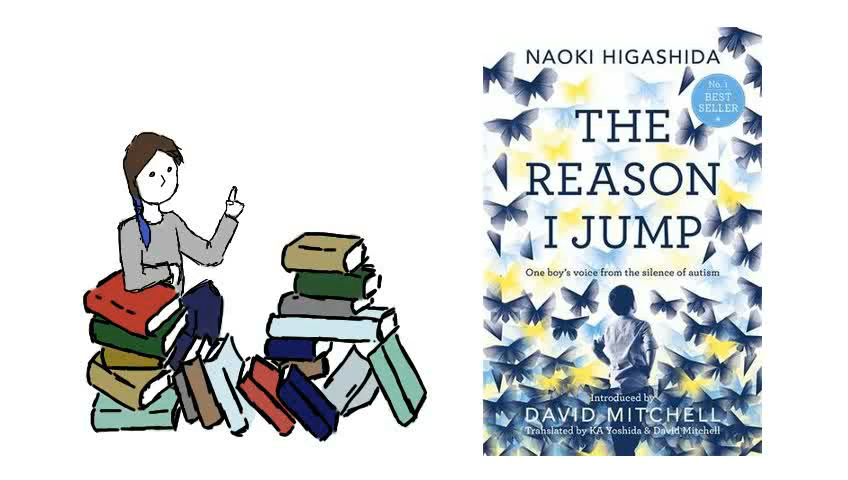 NAOKI HIGASHIDA
No. 1
BEST
SELLER
THE
REASON
I JUMP
One boy's voice from the silence of autism
Introduced by
DAVID MITCHELL
Translated by KA Yoshida & David Mitchell